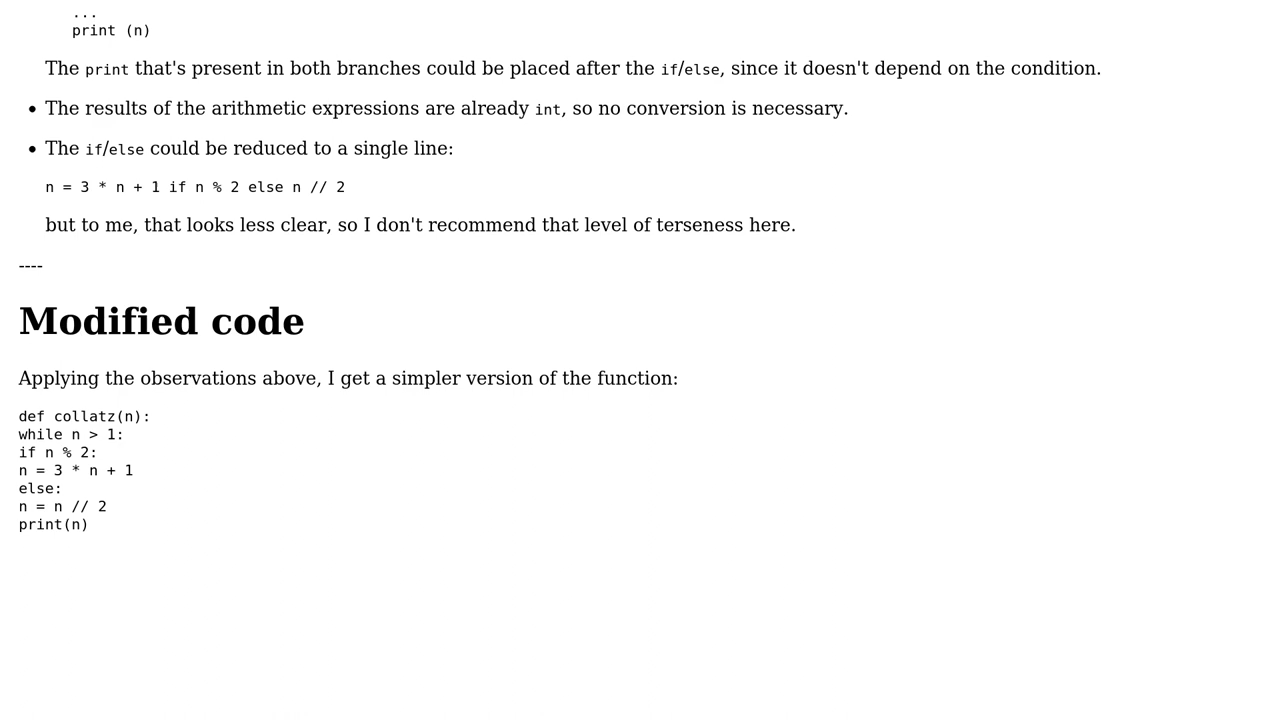 ...
print (n)
The print that's present in both branches could be placed after the if/else, since it doesn't depend on the condition.
• The results of the arithmetic expressions are already int, so no conversion is necessary.
• The if/else could be reduced to a single line:
n = 3 * n + 1 if n % 2 else n // 2
but to me, that looks less clear, so I don't recommend that level of terseness here.
----
Modified code
Applying the observations above, I get a simpler version of the function:
def collatz(n):
while n > 1:
if n % 2:
n = 3 * n + 1
else:
n = n // 2
print(n)